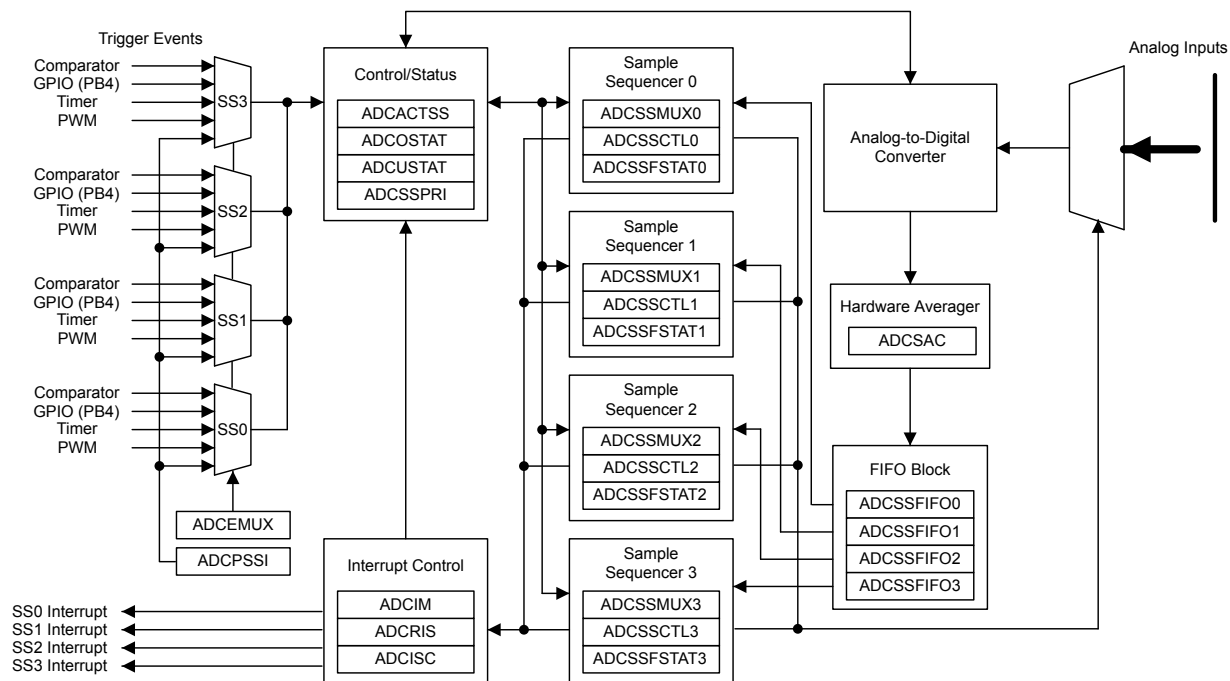 Trigger Events
Comparator
GPIO (PB4)
Timer
PWM
SS3
Comparator
GPIO (PB4)
Timer
PWM
SS2
Comparator
GPIO (PB4)
Timer
PWM
SS1
Comparator
GPIO (PB4)
Timer
PWM
SS0
ADCEMUX
ADCPSSI
SS0 Interrupt
SS1 Interrupt
SS2 Interrupt
SS3 Interrupt
Control/Status
ADCACTSS
ADCOSTAT
ADCUSTAT
ADCSSPRI
Interrupt Control
ADCIM
ADCRIS
ADCISC
Sample
Sequencer 0
ADCSSMUX0
ADCSSCTL0
ADCSSFSTAT0
Sample
Sequencer 1
ADCSSMUX1
ADCSSCTL1
ADCSSFSTAT1
Sample
Sequencer 2
ADCSSMUX2
ADCSSCTL2
ADCSSFSTAT2
Sample
Sequencer 3
ADCSSMUX3
ADCSSCTL3
ADCSSFSTAT3
Analog-to-Digital
Converter
Hardware Averager
ADCSAC
FIFO Block
ADCSSFIFO0
ADCSSFIFO1
ADCSSFIFO2
ADCSSFIFO3
Analog Inputs